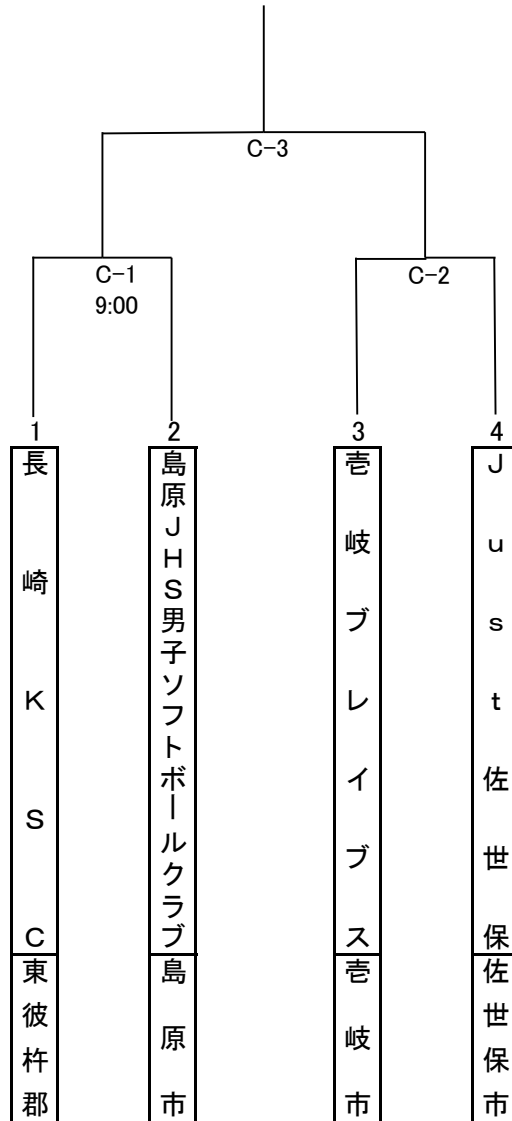 C-3
C-1
9:00
C-2
1
2
3
4
長崎KSC
東彼杵郡
島原JHS男子ソフトボールクラブ
島原市
壱岐ブレイブス
壱岐市
Just佐世保
佐世保市